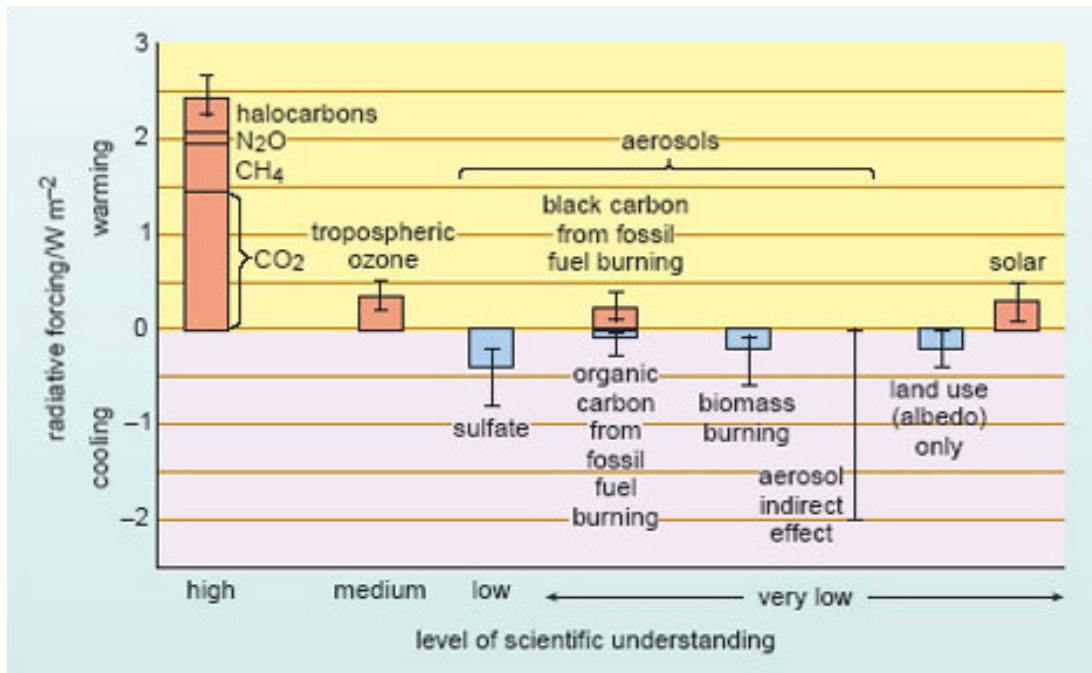 3
2
1
0
–1
–2
radiative forcing/W m–2
warming
cooling
halocarbons
N2O
CH4
CO2
tropospheric
ozone
aerosols
black carbon
from fossil
fuel burning
solar
sulfate
organic
carbon
from
fossil
fuel
burning
biomass
burning
aerosol
indirect
effect
land use
(albedo)
only
high
medium
low
very low
level of scientific understanding